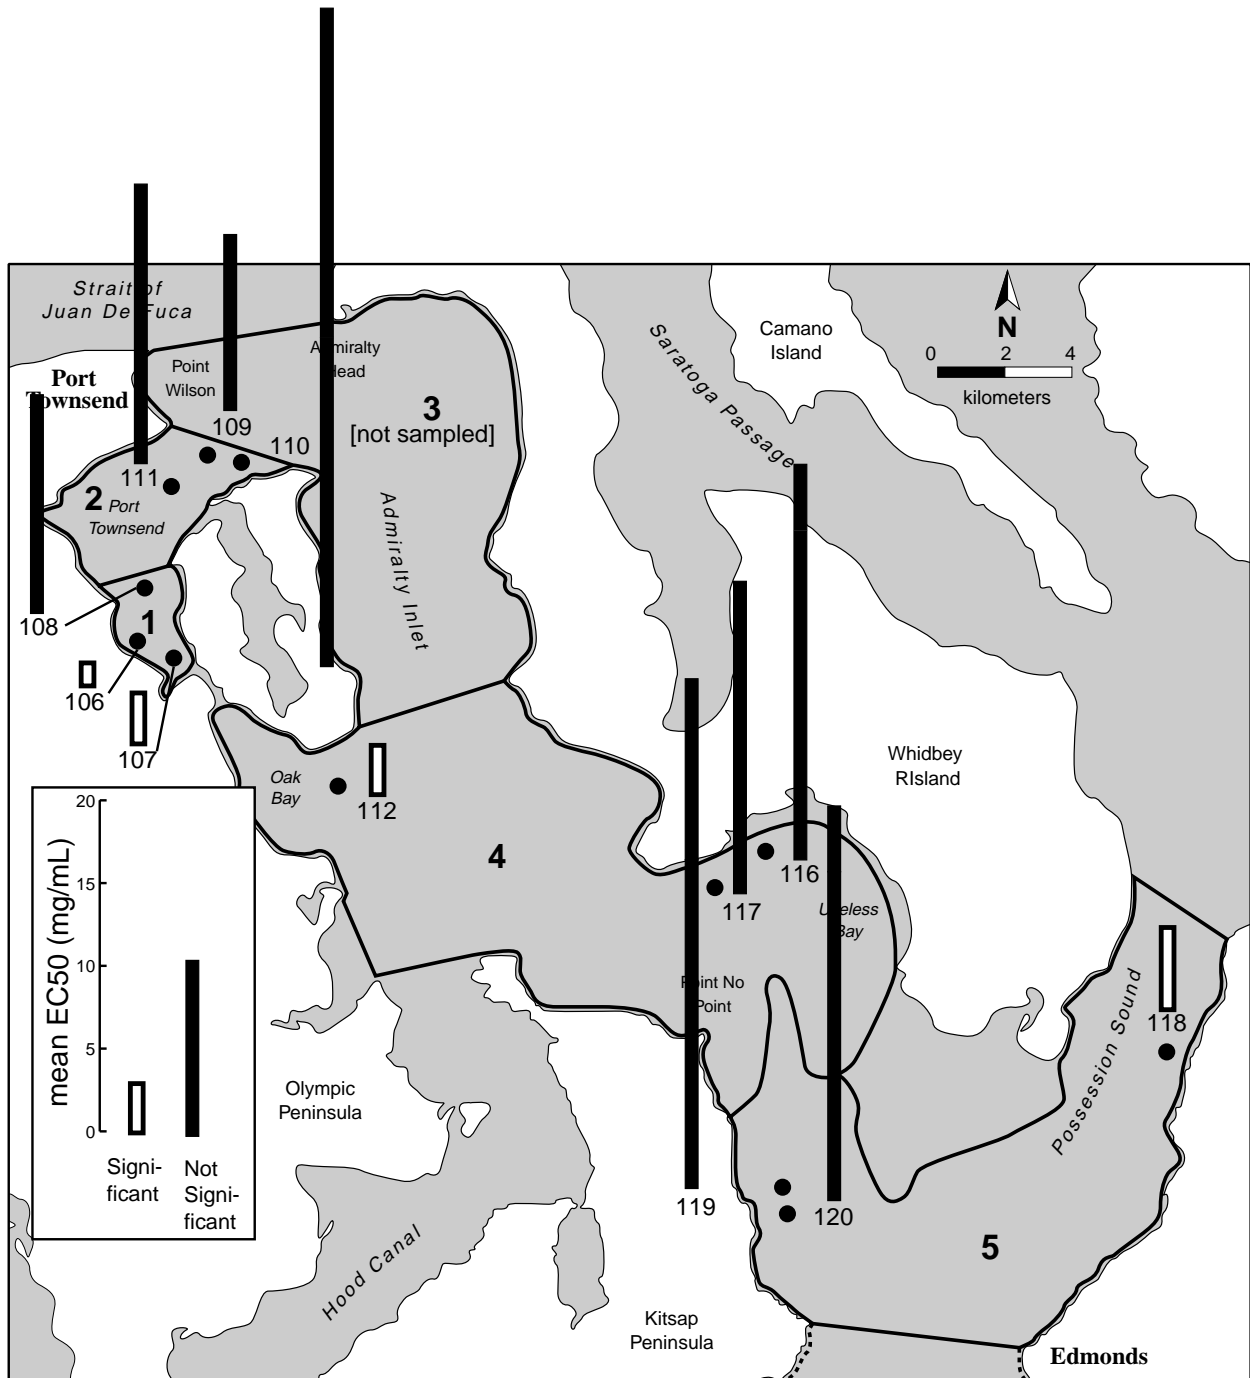 Strait of
Juan De Fuca
Port
Townsend
Point
Wilson
Admiralty
Head
3
[not sampled]
Saratoga Passage
Camano
Island
N
0 2 4
kilometers
109
110
111
2 Port
Townsend
Admiralty Inlet
108
1
106
107
Oak
Bay
112
4
Whidbey
RIsland
116
117
Useless
Bay
Point No
Point
118
Possession Sound
mean EC50 (mg/mL)
20
15
10
5
0
Signi-
ficant
Not
Signi-
ficant
Olympic
Peninsula
119
120
5
Hood Canal
Kitsap
Peninsula
Edmonds